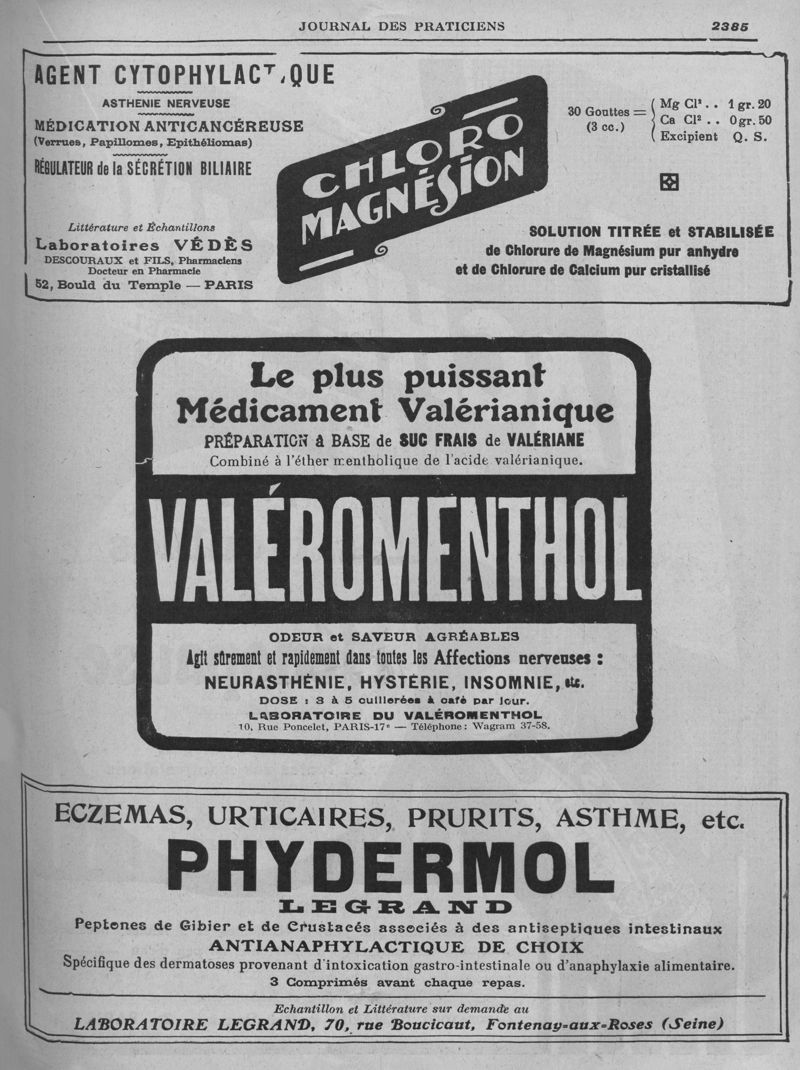 JOURNAL DES PRATICIENS 2385
AGENT CYTOPHYLACTIQUE
ASTHENIE NERVEUSE
MÉDICATION ANTICANCÉREUSE
(Verrues, Papillomes, Epithéliomas)
RÉGULATEUR de la SÉCRÉTION BILIAIRE
Littérature et Échantillons
Laboratoires VÉDÈS
DESCOURAUX et FILS, Pharmaciens
Docteur en Pharmacie
52, Bould du Temple — PARIS
CHLORO
MAGNÉSION
30 Gouttes = (3 cc.)
Mg Cl² . . 1 gr. 20
Ca Cl² . . 0 gr. 50
Excipient Q. S.
SOLUTION TITRÉE et STABILISÉE
de Chlorure de Magnésium pur anhydre
et de Chlorure de Calcium pur cristallisé
Le plus puissant
Médicament Valérianique
PRÉPARATION à BASE de SUC FRAIS de VALÉRIANE
Combiné à l'éther mentholique de l'acide valérianique.
VALÉROMENTHOL
ODEUR et SAVEUR AGRÉABLES
Agit sûrement et rapidement dans toutes les Affections nerveuses :
NEURASTHÉNIE, HYSTÉRIE, INSOMNIE, etc.
DOSE : 3 à 5 cuillerées à café par jour.
LABORATOIRE DU VALÉROMENTHOL
10, Rue Poncelet, PARIS-17ᵉ — Téléphone : Wagram 37-58.
ECZEMAS, URTICAIRES, PRURITS, ASTHME, etc.
PHYDERMOL
LEGRAND
Peptones de Gibier et de Crustacés associés à des antiseptiques intestinaux
ANTIANAPHYLACTIQUE DE CHOIX
Spécifique des dermatoses provenant d'intoxication gastro-intestinale ou d'anaphylaxie alimentaire.
3 Comprimés avant chaque repas.
Echantillon et Littérature sur demande au
LABORATOIRE LEGRAND, 70, rue Boucicaut, Fontenay-aux-Roses (Seine)